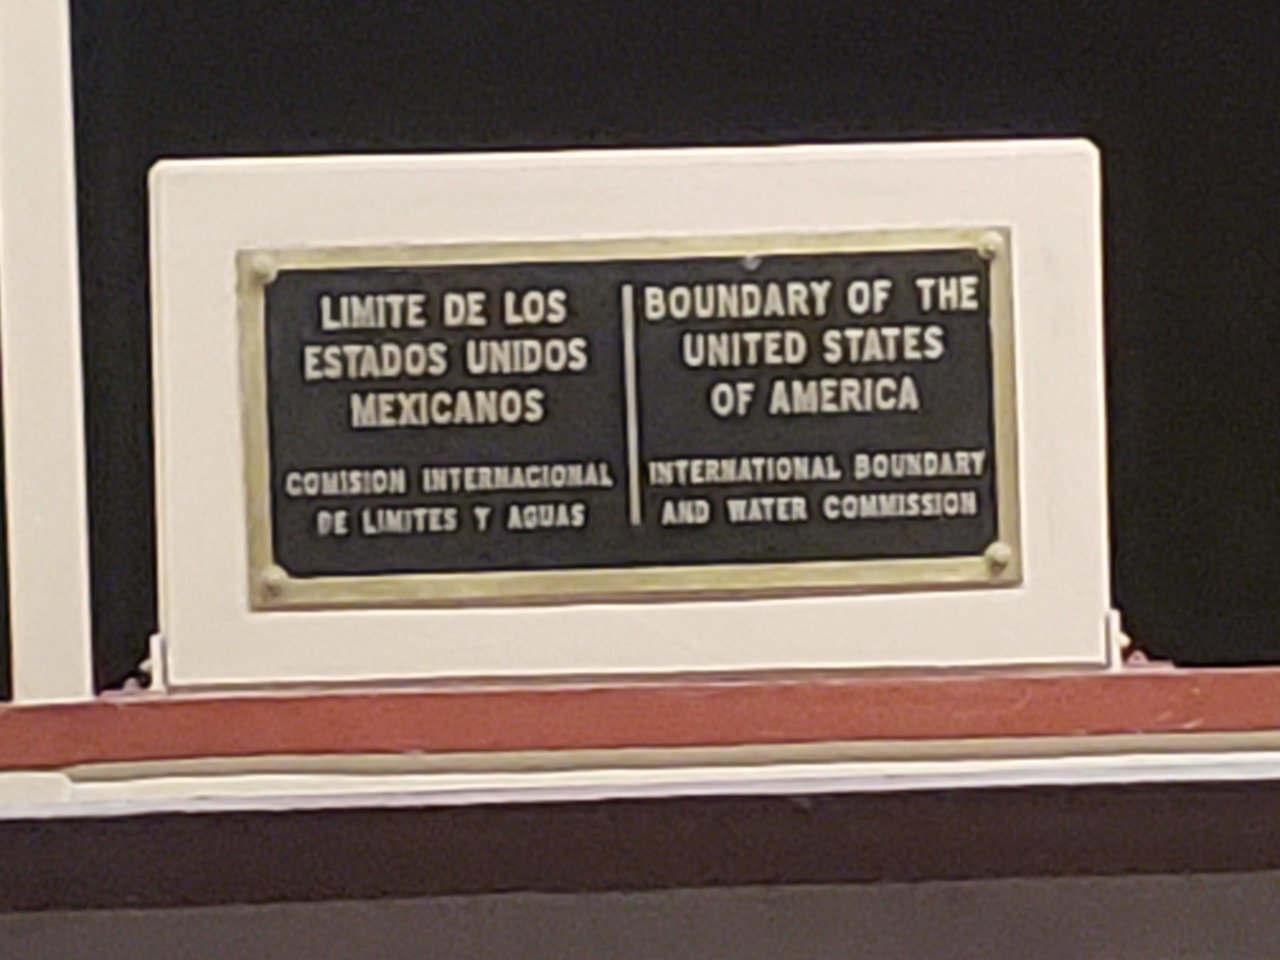 LIMITE DE LOS
ESTADOS UNIDOS
MEXICANOS
COMISION INTERNACIONAL
DE LIMITES Y AGUAS
BOUNDARY OF THE
UNITED STATES
OF AMERICA
INTERNATIONAL BOUNDARY
AND WATER COMMISSION